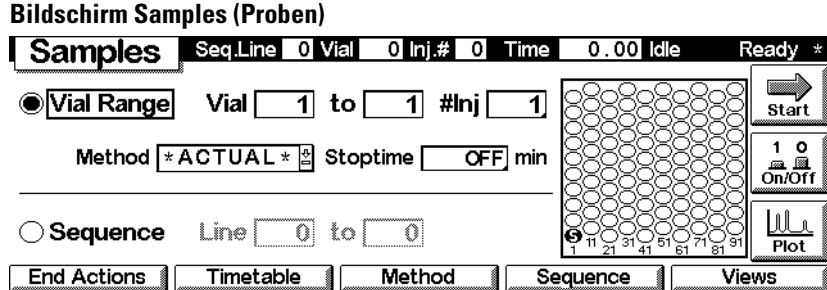 Bildschirm Samples (Proben)
Samples Seq.Line 0 Vial 0 Inj.# 0 Time 0.00 Idle Ready *
Vial Range Vial 1 to 1 #Inj 1
Start
Method *ACTUAL* Stoptime OFF min
1 0
On/Off
Sequence Line 0 to 0
S
1 11 21 31 41 51 61 71 81 91
Plot
End Actions Timetable Method Sequence Views